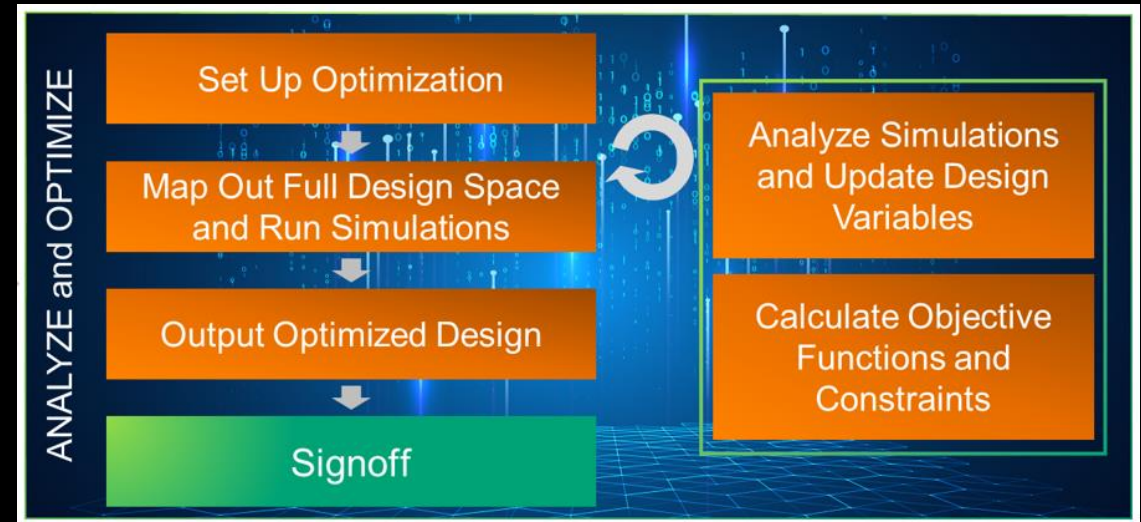 ANALYZE and OPTIMIZE
Set Up Optimization
Map Out Full Design Space
and Run Simulations
Output Optimized Design
Signoff
Analyze Simulations
and Update Design
Variables
Calculate Objective
Functions and
Constraints